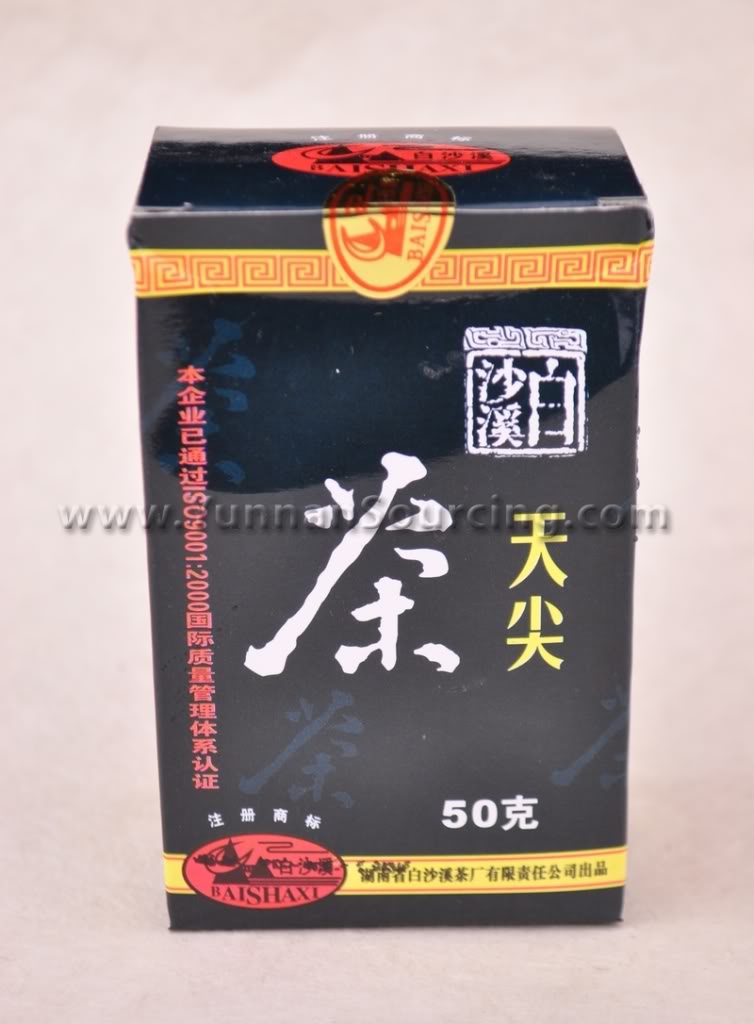 注册商标
白沙溪
BAISHAXI
BAIS
白沙溪
本企业已通过ISO9001:2000国际质量管理体系认证
www.YunnanSourcing.com
茶
天尖
茶
50克
注册商标
白沙溪
BAISHAXI
湖南省白沙溪茶厂有限责任公司出品